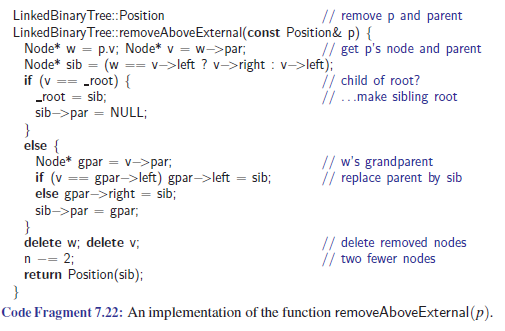 LinkedBinaryTree::Position // remove p and parent
LinkedBinaryTree::removeAboveExternal(const Position& p) {
Node* w = p.v; Node* v = w−>par; // get p's node and parent
Node* sib = (w == v−>left ? v−>right : v−>left);
if (v == _root) { // child of root?
_root = sib; // ...make sibling root
sib−>par = NULL;
}
else {
Node* gpar = v−>par; // w's grandparent
if (v == gpar−>left) gpar−>left = sib; // replace parent by sib
else gpar−>right = sib;
sib−>par = gpar;
}
delete w; delete v; // delete removed nodes
n −= 2; // two fewer nodes
return Position(sib);
}
Code Fragment 7.22: An implementation of the function removeAboveExternal(p).